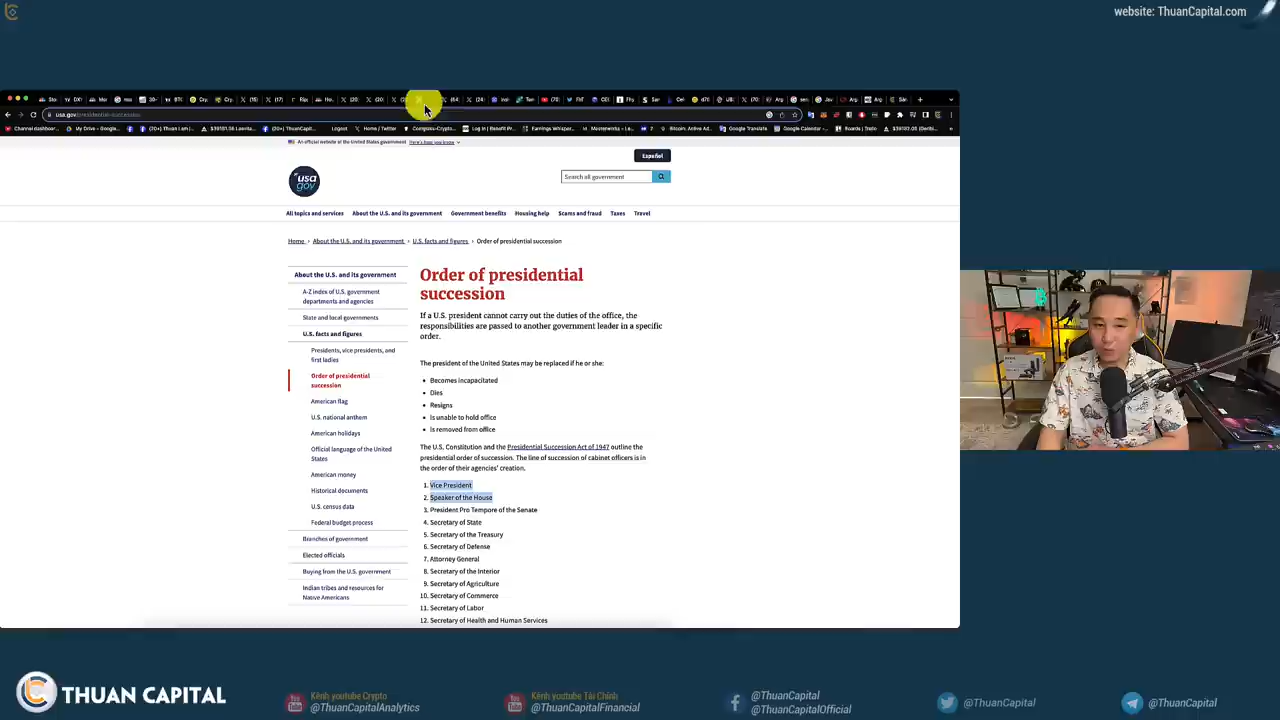 website: ThuanCapital.com
usa.gov/presidential-succession
Logout
Home / Twitter
Google Translate
An official website of the United States government Here's how you know
Español
usa
gov
Search all government
All topics and services
About the U.S. and its government
Government benefits
Housing help
Scams and fraud
Taxes
Travel
Home › About the U.S. and its government › U.S. facts and figures › Order of presidential succession
About the U.S. and its government
A-Z index of U.S. government
departments and agencies
State and local governments
U.S. facts and figures
Presidents, vice presidents, and
first ladies
Order of presidential
succession
American flag
U.S. national anthem
American holidays
Official language of the United
States
American money
Historical documents
U.S. census data
Federal budget process
Branches of government
Elected officials
Buying from the U.S. government
Indian tribes and resources for
Native Americans
Order of presidential
succession
If a U.S. president cannot carry out the duties of the office, the
responsibilities are passed to another government leader in a specific
order.
The president of the United States may be replaced if he or she:
• Becomes incapacitated
• Dies
• Resigns
• Is unable to hold office
• Is removed from office
The U.S. Constitution and the Presidential Succession Act of 1947 outline the
presidential order of succession. The line of succession of cabinet officers is in
the order of their agencies' creation.
1. Vice President
2. Speaker of the House
3. President Pro Tempore of the Senate
4. Secretary of State
5. Secretary of the Treasury
6. Secretary of Defense
7. Attorney General
8. Secretary of the Interior
9. Secretary of Agriculture
10. Secretary of Commerce
11. Secretary of Labor
12. Secretary of Health and Human Services
THUAN CAPITAL
Kênh youtube Crypto
@ThuanCapitalAnalytics
Kênh youtube Tài Chính
@ThuanCapitalFinancial
@ThuanCapital
@ThuanCapitalOfficial
@ThuanCapital
@ThuanCapital